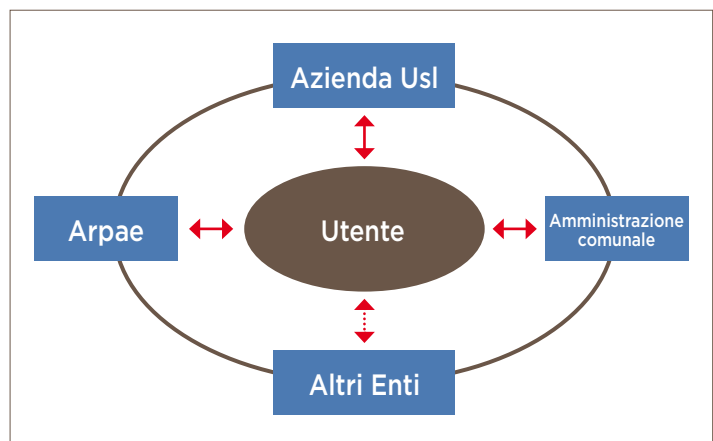 Azienda Usl
Arpae
Utente
Amministrazione
comunale
Altri Enti